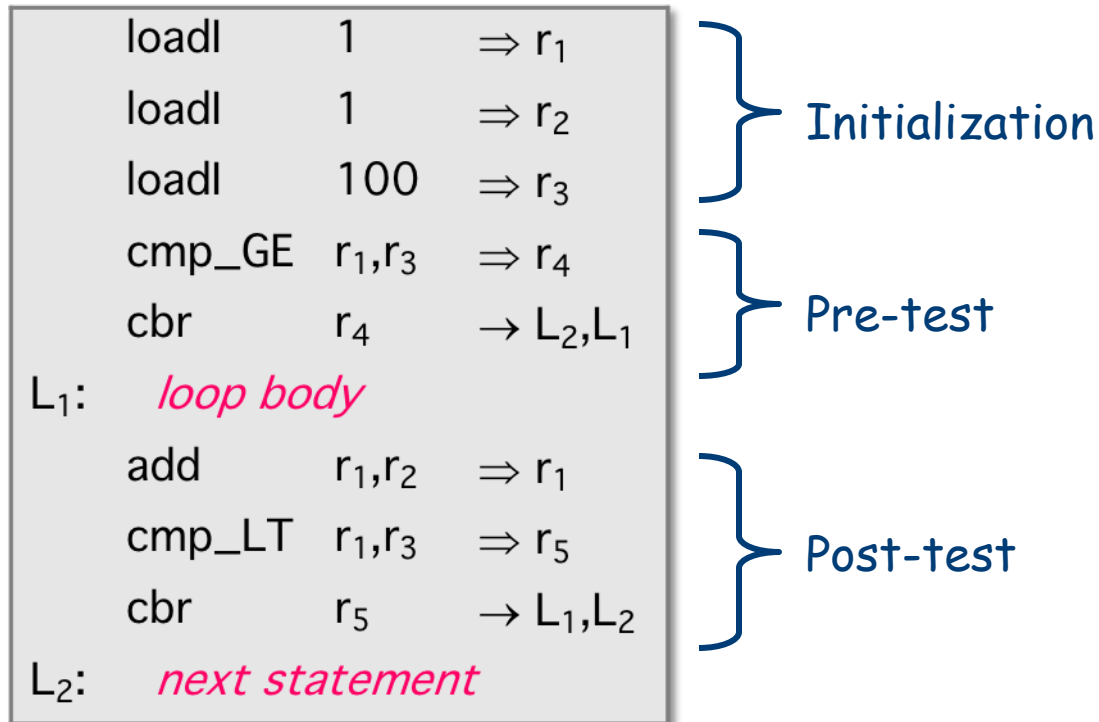 loadI 1 ⇒ r₁
loadI 1 ⇒ r₂
loadI 100 ⇒ r₃
cmp_GE r₁,r₃ ⇒ r₄
cbr r₄ → L₂,L₁
L₁: loop body
add r₁,r₂ ⇒ r₁
cmp_LT r₁,r₃ ⇒ r₅
cbr r₅ → L₁,L₂
L₂: next statement
Initialization
Pre-test
Post-test